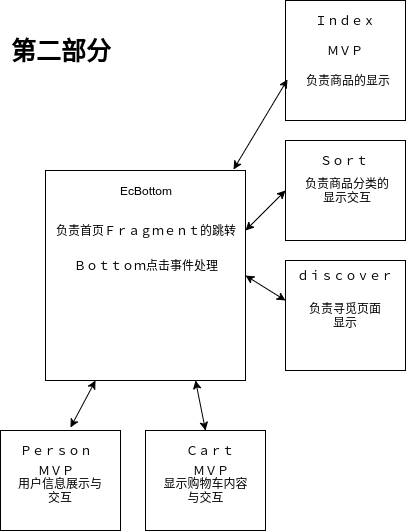 第二部分
Ｉｎｄｅｘ
ＭＶＰ
负责商品的显示
Ｓｏｒｔ
负责商品分类的
显示交互
EcBottom
负责首页Ｆｒａｇｍｅｎｔ的跳转
Ｂｏｔｔｏｍ点击事件处理
ｄｉｓｃｏｖｅｒ
负责寻觅页面
显示
Ｐｅｒｓｏｎ
ＭＶＰ
用户信息展示与
交互
Ｃａｒｔ
ＭＶＰ
显示购物车内容
与交互